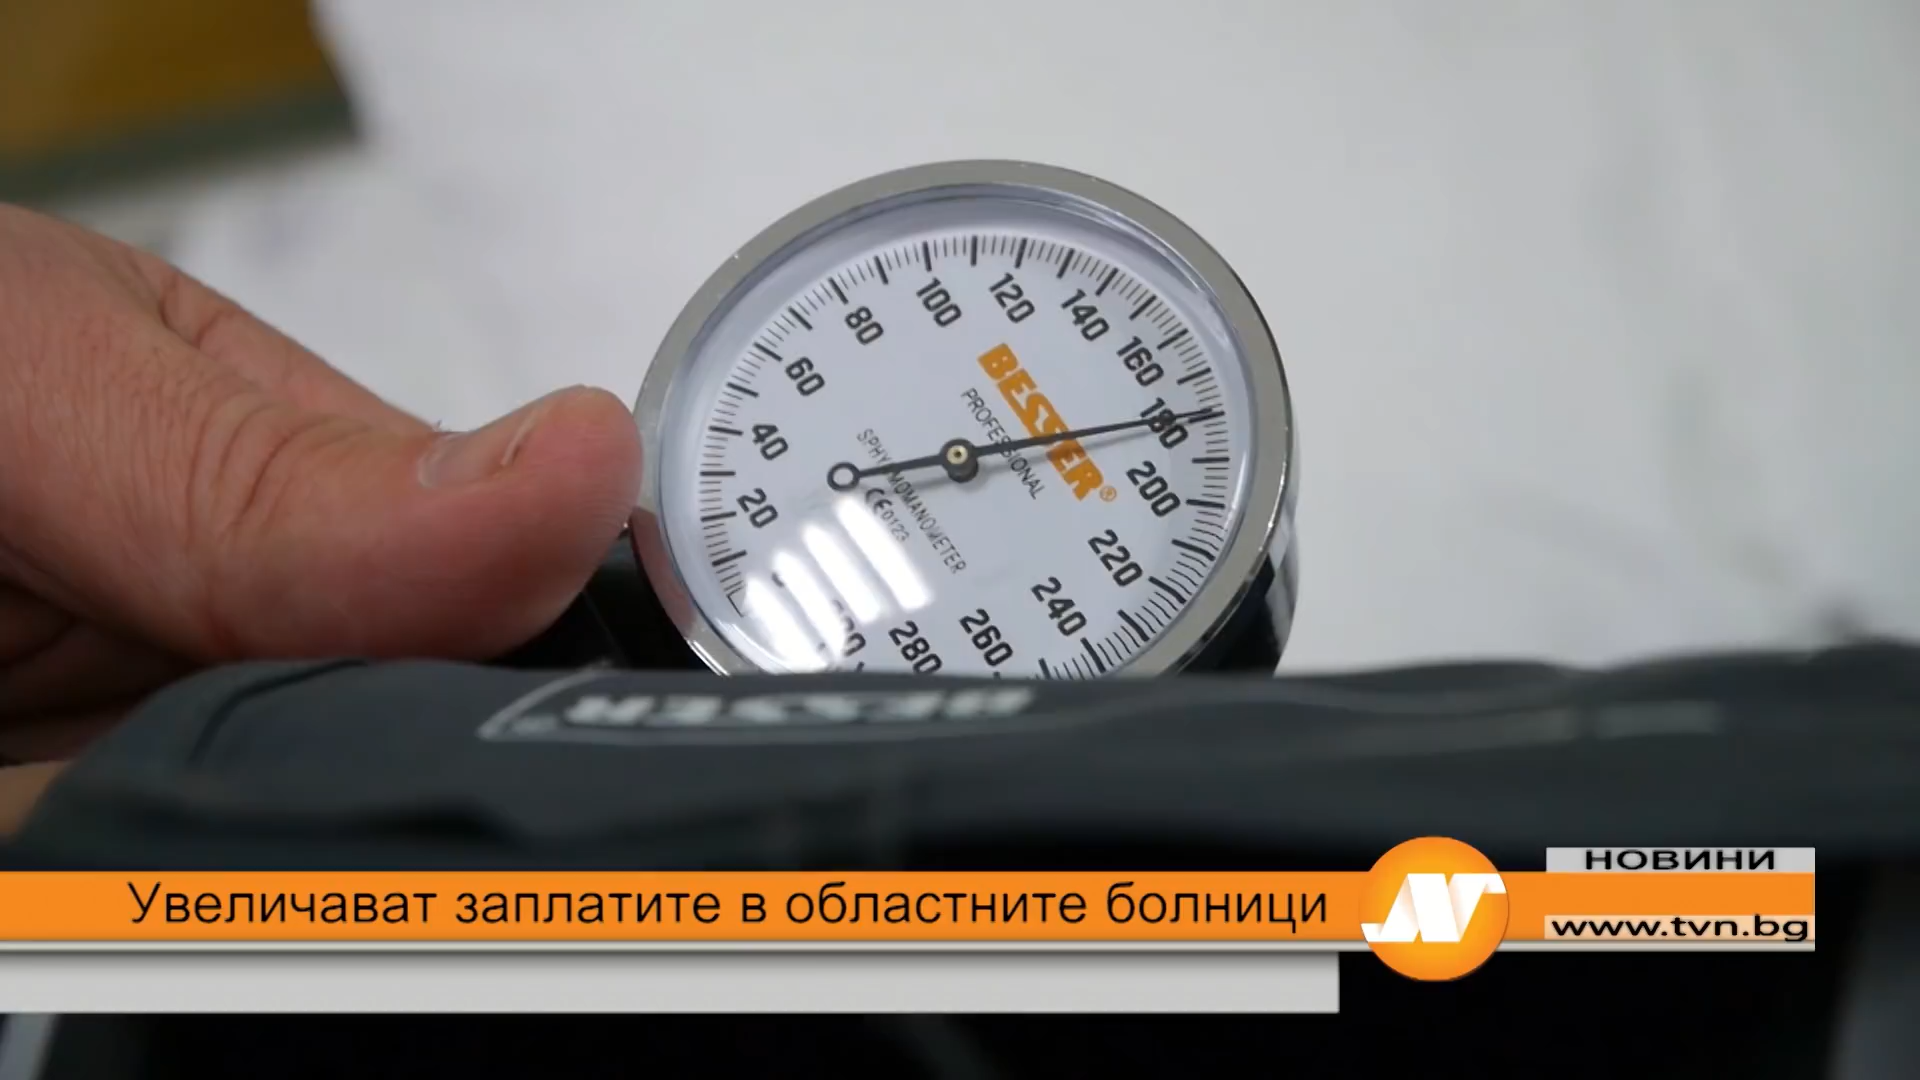 100
120
80
140
60
160
BESSER®
PROFESSIONAL
180
40
SPHYGMOMANOMETER
200
20
CE0123
220
240
260
280
BESSER
НОВИНИ
Увеличават заплатите в областните болници
www.tvn.bg